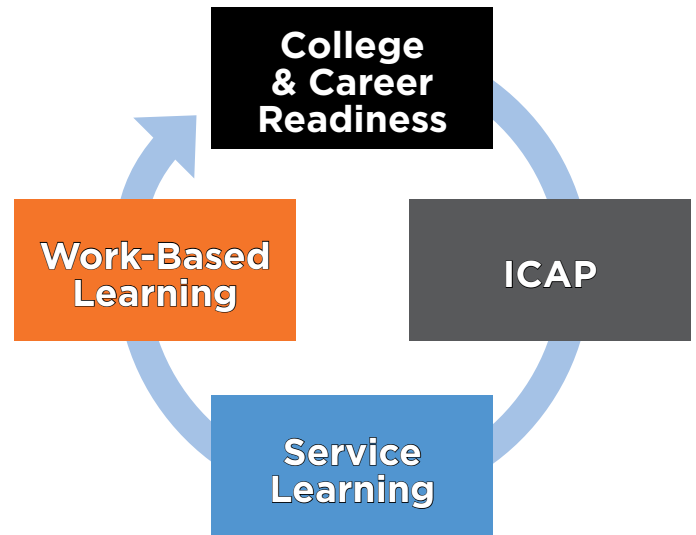 College
& Career
Readiness
Work-Based
Learning
ICAP
Service
Learning